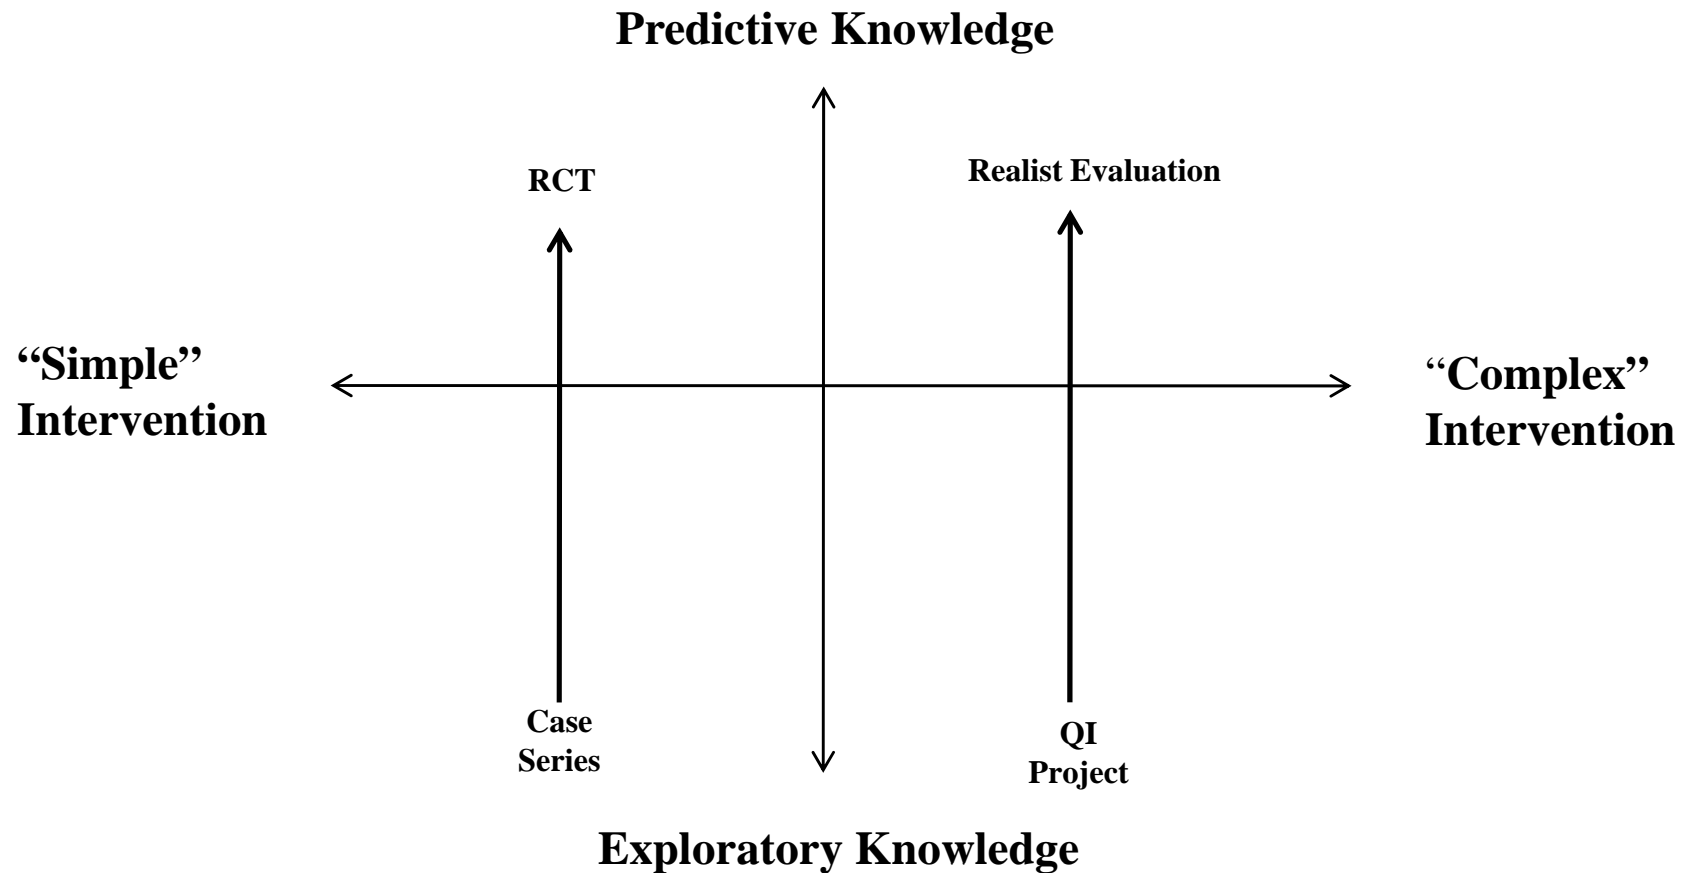 Predictive Knowledge
RCT
Realist Evaluation
“Simple”
Intervention
“Complex”
Intervention
Case
Series
QI
Project
Exploratory Knowledge